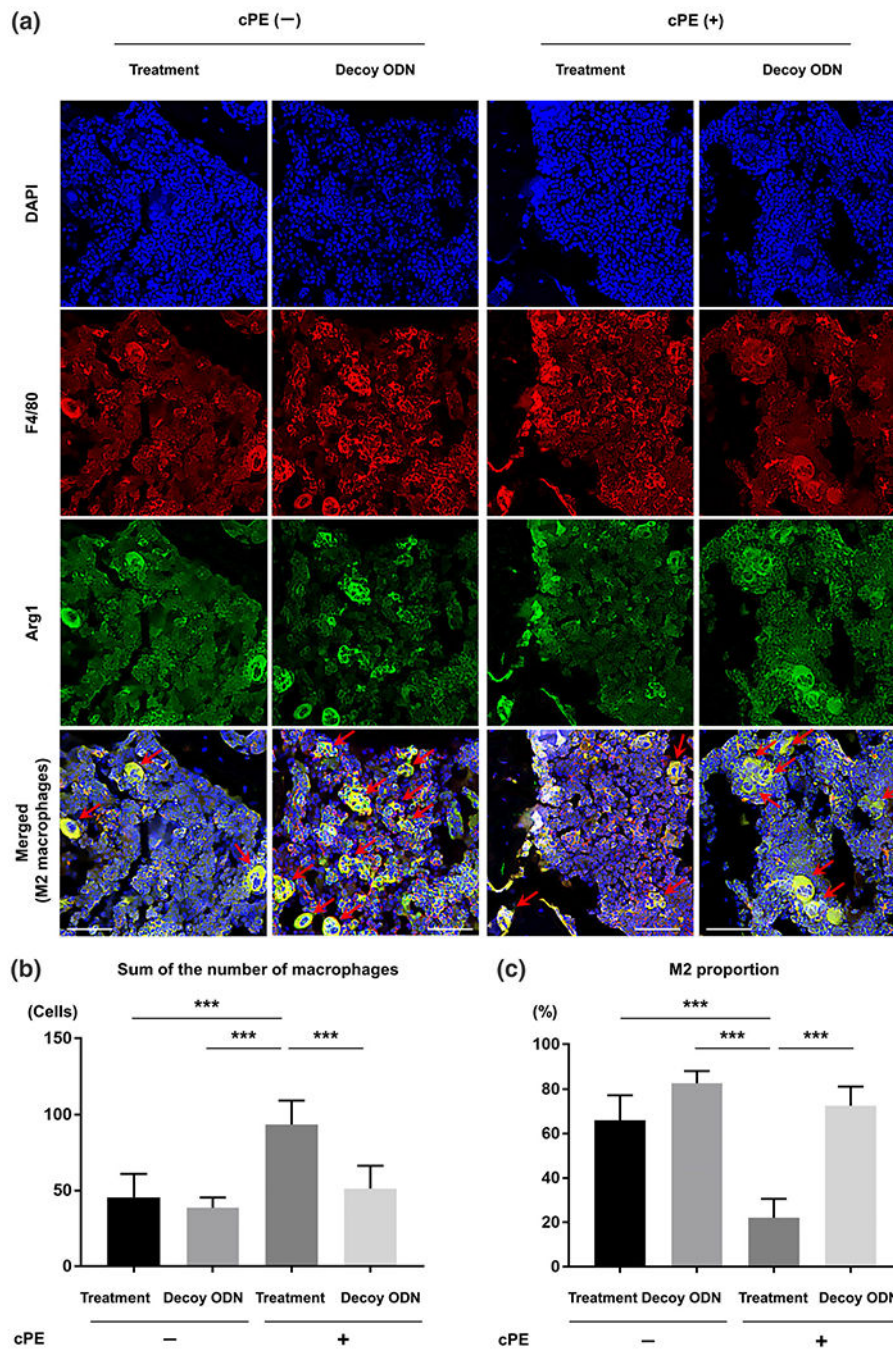 (a)
cPE (—) cPE (+)
Treatment Decoy ODN Treatment Decoy ODN
DAPI
F4/80
Arg1
Merged
(M2 macrophages)
(b) Sum of the number of macrophages
(Cells)
***
*** ***
150
100
50
0
Treatment Decoy ODN Treatment Decoy ODN
cPE — +
(c) M2 proportion
(%)
***
*** ***
100
80
60
40
20
0
Treatment Decoy ODN Treatment Decoy ODN
cPE — +